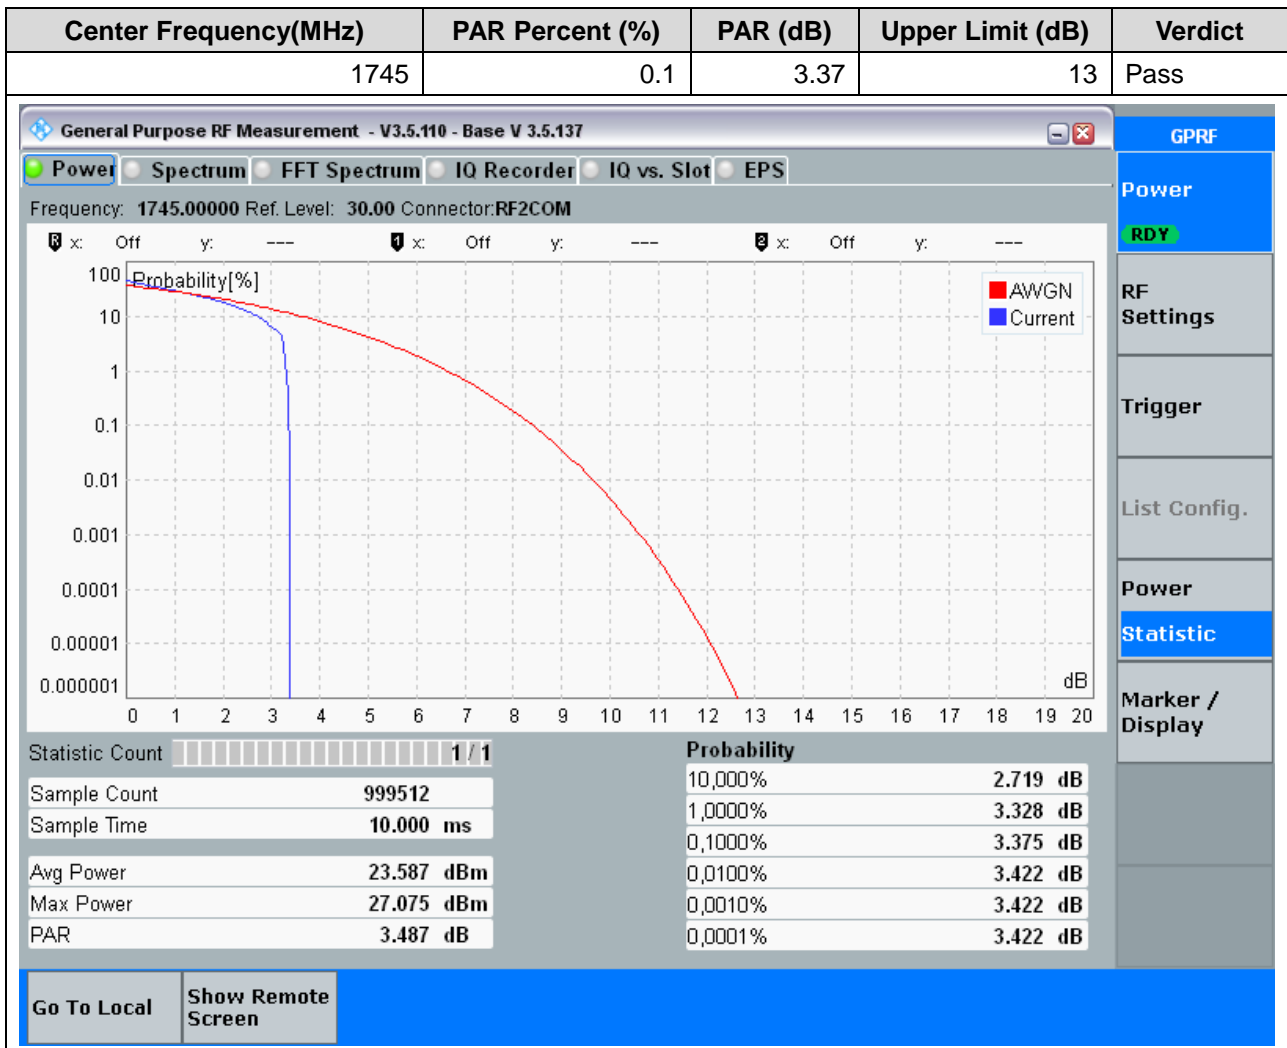 Center Frequency(MHz) PAR Percent (%) PAR (dB) Upper Limit (dB) Verdict
1745 0.1 3.37 13 Pass
General Purpose RF Measurement - V3.5.110 - Base V 3.5.137
GPRF
Power Spectrum FFT Spectrum IQ Recorder IQ vs. Slot EPS
Frequency: 1745.00000 Ref. Level: 30.00 Connector:RF2COM
R x: Off y: --- 1 x: Off y: --- 2 x: Off y: ---
Probability[%]
AWGN
Current
100
10
1
0.1
0.01
0.001
0.0001
0.00001
0.000001
dB
0 1 2 3 4 5 6 7 8 9 10 11 12 13 14 15 16 17 18 19 20
Statistic Count 1 / 1
Sample Count 999512
Sample Time 10.000 ms
Avg Power 23.587 dBm
Max Power 27.075 dBm
PAR 3.487 dB
Probability
10,000% 2.719 dB
1,0000% 3.328 dB
0,1000% 3.375 dB
0,0100% 3.422 dB
0,0010% 3.422 dB
0,0001% 3.422 dB
Power
RDY
RF
Settings
Trigger
List Config.
Power
Statistic
Marker /
Display
Go To Local
Show Remote
Screen